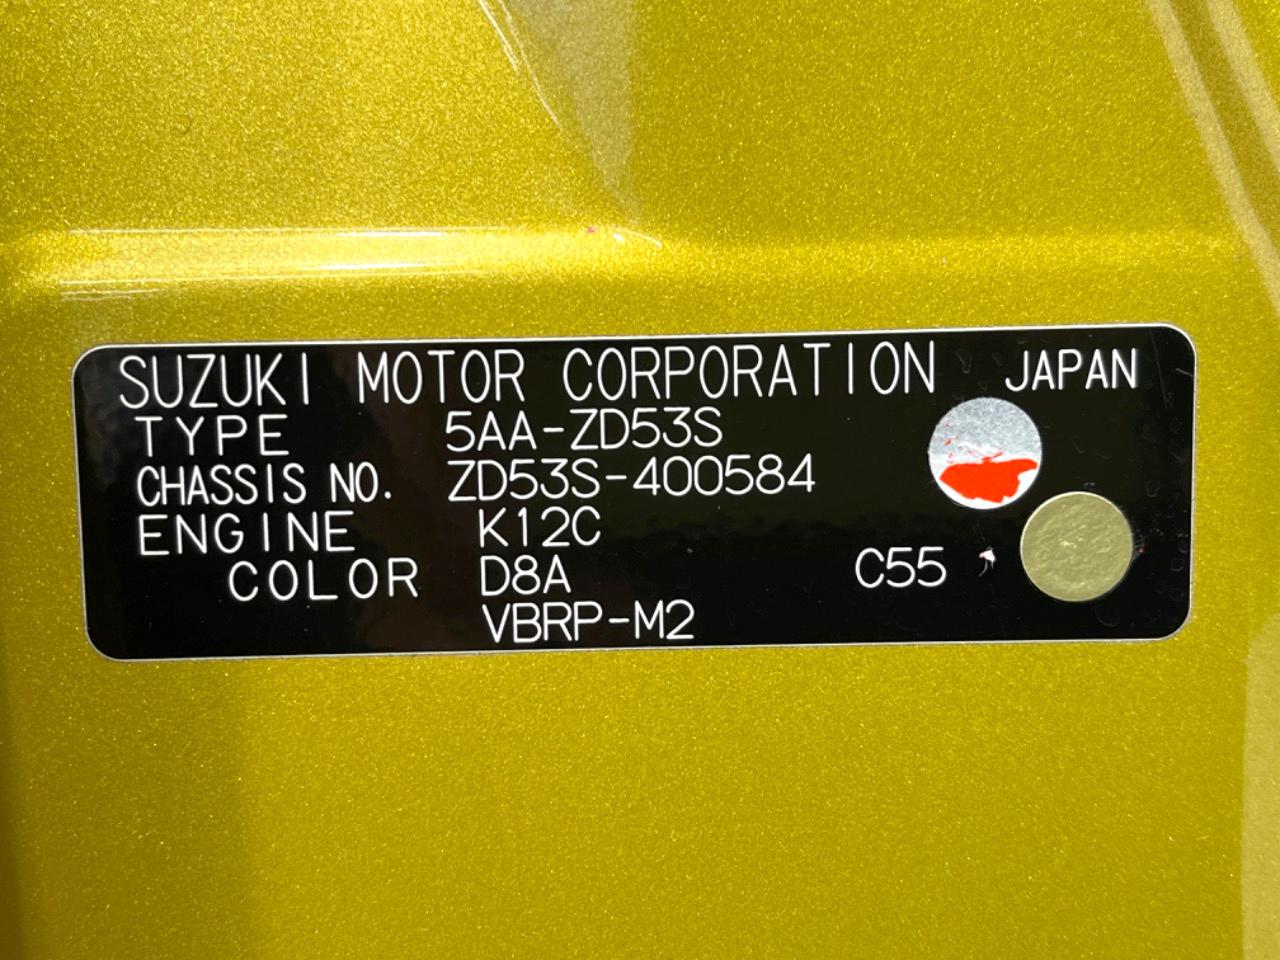 SUZUKI MOTOR CORPORATION JAPAN
TYPE 5AA-ZD53S
CHASSIS NO. ZD53S-400584
ENGINE K12C
COLOR D8A C55
VBRP-M2